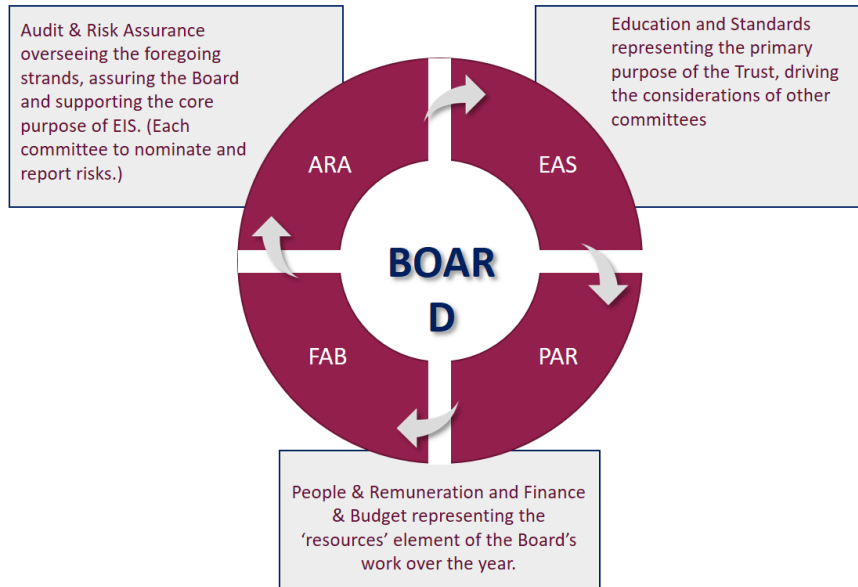 Audit & Risk Assurance
overseeing the foregoing
strands, assuring the Board
and supporting the core
purpose of EIS. (Each
committee to nominate and
report risks.)
Education and Standards
representing the primary
purpose of the Trust, driving
the considerations of other
committees
ARA
EAS
BOAR
D
FAB
PAR
People & Remuneration and Finance
& Budget representing the
‘resources’ element of the Board’s
work over the year.